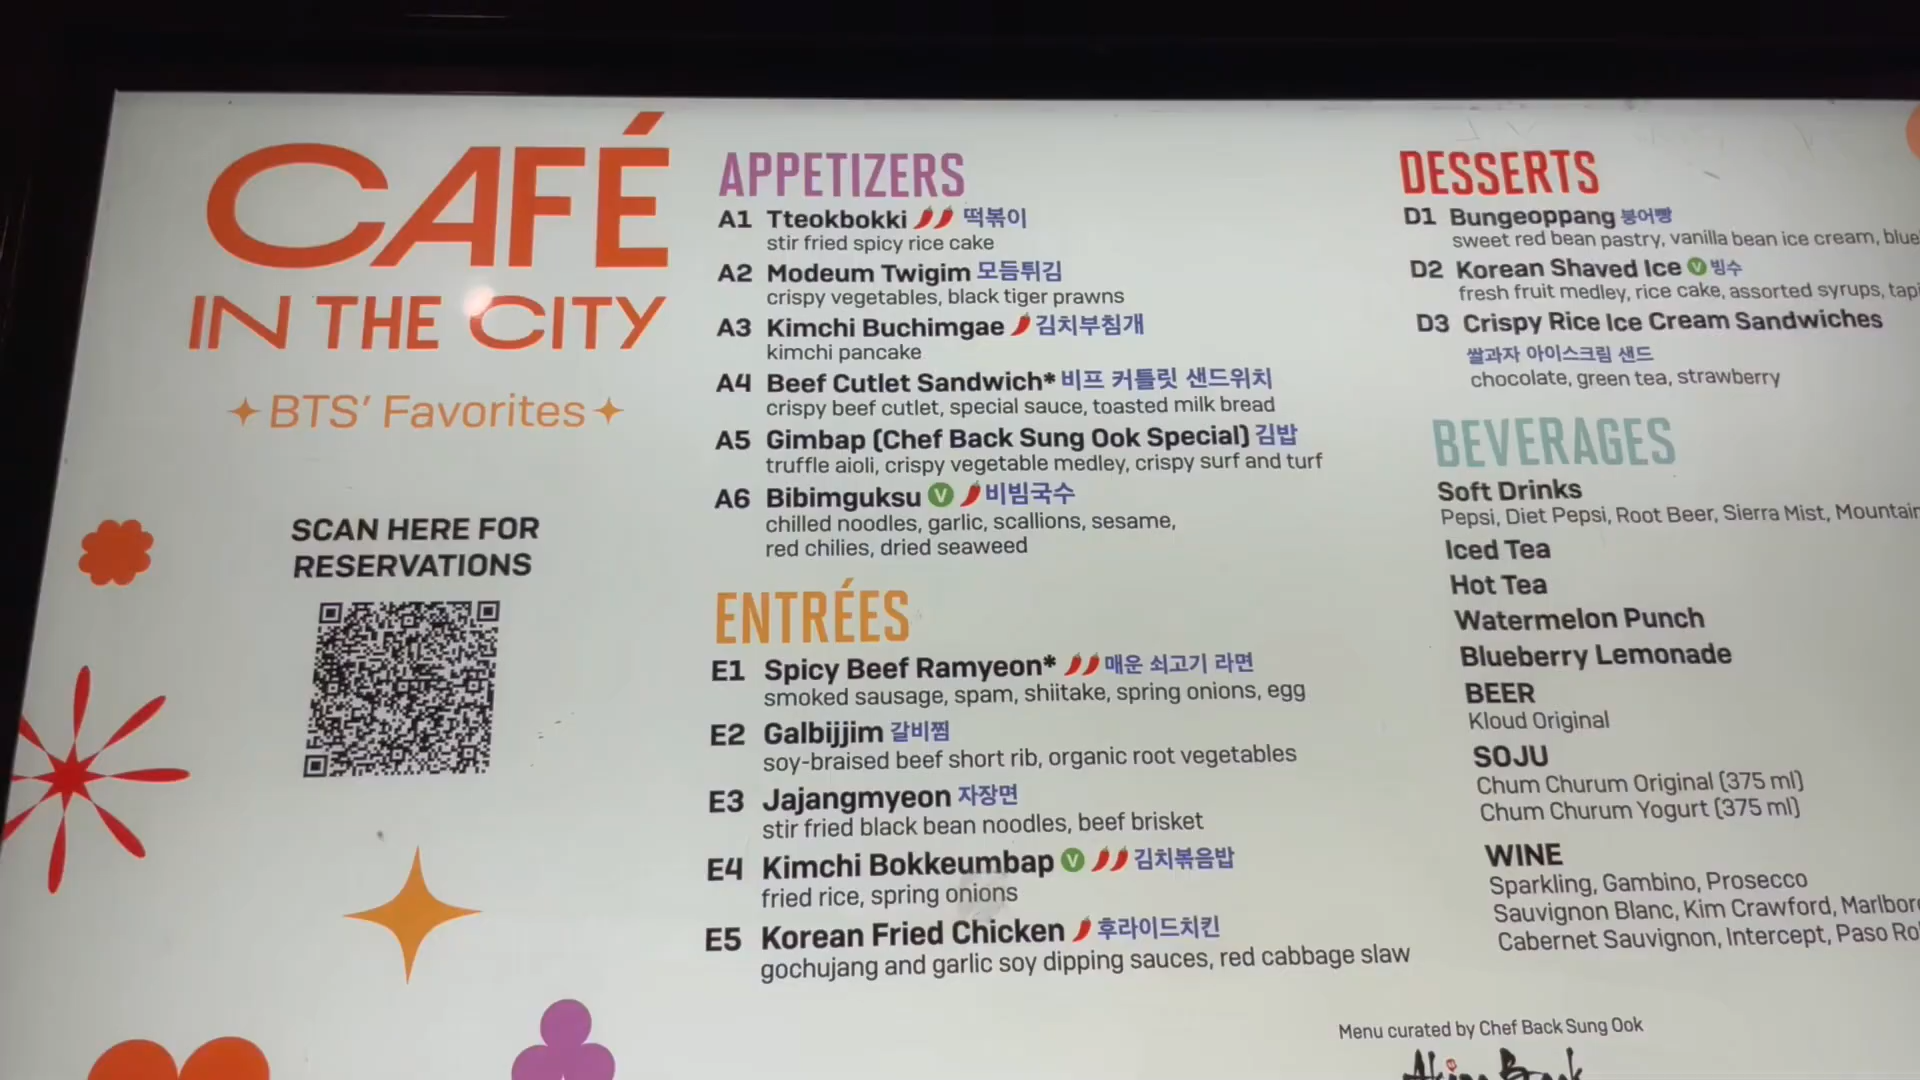 CAFÉ
IN THE CITY
BTS' Favorites
SCAN HERE FOR
RESERVATIONS
APPETIZERS
A1 Tteokbokki 떡볶이
stir fried spicy rice cake
A2 Modeum Twigim 모듬튀김
crispy vegetables, black tiger prawns
A3 Kimchi Buchimgae 김치부침개
kimchi pancake
A4 Beef Cutlet Sandwich* 비프 커틀릿 샌드위치
crispy beef cutlet, special sauce, toasted milk bread
A5 Gimbap (Chef Back Sung Ook Special) 김밥
truffle aioli, crispy vegetable medley, crispy surf and turf
A6 Bibimguksu V 비빔국수
chilled noodles, garlic, scallions, sesame,
red chilies, dried seaweed
ENTRÉES
E1 Spicy Beef Ramyeon* 매운 쇠고기 라면
smoked sausage, spam, shiitake, spring onions, egg
E2 Galbijjim 갈비찜
soy-braised beef short rib, organic root vegetables
E3 Jajangmyeon 자장면
stir fried black bean noodles, beef brisket
E4 Kimchi Bokkeumbap V 김치볶음밥
fried rice, spring onions
E5 Korean Fried Chicken 후라이드치킨
gochujang and garlic soy dipping sauces, red cabbage slaw
DESSERTS
D1 Bungeoppang 붕어빵
sweet red bean pastry, vanilla bean ice cream, blue
D2 Korean Shaved Ice V 빙수
fresh fruit medley, rice cake, assorted syrups, tapi
D3 Crispy Rice Ice Cream Sandwiches
쌀과자 아이스크림 샌드
chocolate, green tea, strawberry
BEVERAGES
Soft Drinks
Pepsi, Diet Pepsi, Root Beer, Sierra Mist, Mountain
Iced Tea
Hot Tea
Watermelon Punch
Blueberry Lemonade
BEER
Kloud Original
SOJU
Chum Churum Original (375 ml)
Chum Churum Yogurt (375 ml)
WINE
Sparkling, Gambino, Prosecco
Sauvignon Blanc, Kim Crawford, Marlboro
Cabernet Sauvignon, Intercept, Paso Ro
Menu curated by Chef Back Sung Ook